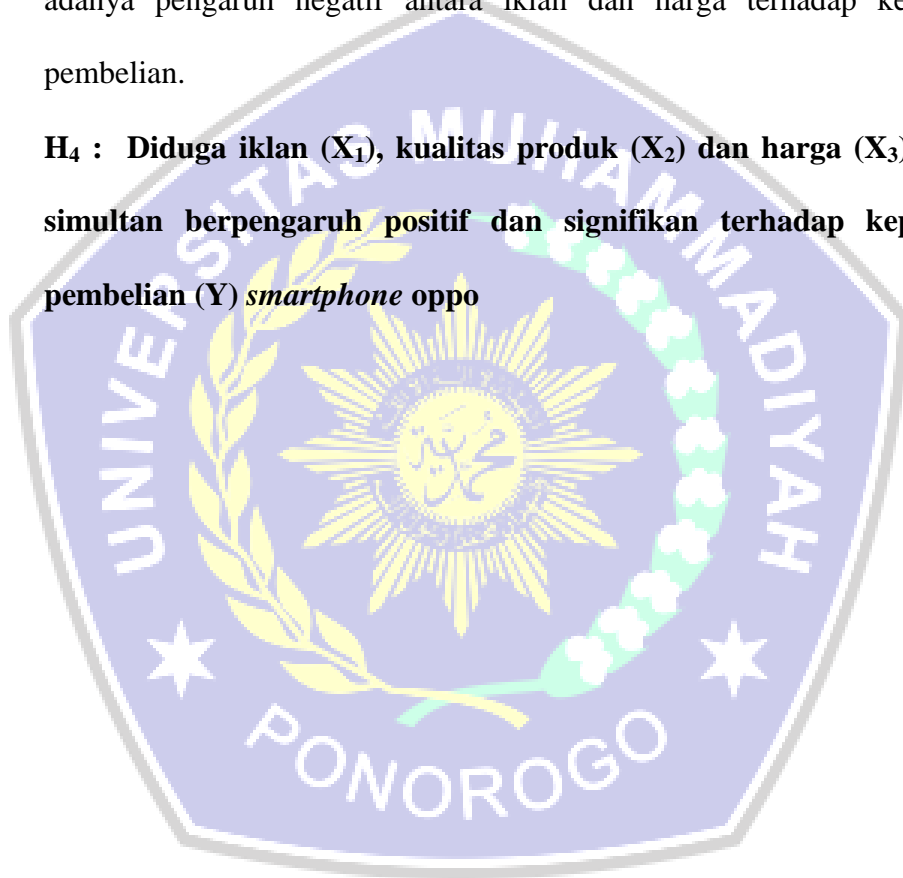 adanya pengaruh negatif antara iklan dan harga terhadap ke
pembelian.
H₄ : Diduga iklan (X₁), kualitas produk (X₂) dan harga (X₃)
simultan berpengaruh positif dan signifikan terhadap kep
pembelian (Y) smartphone oppo
UNIVERSITAS MUHAMMADIYAH
PONOROGO